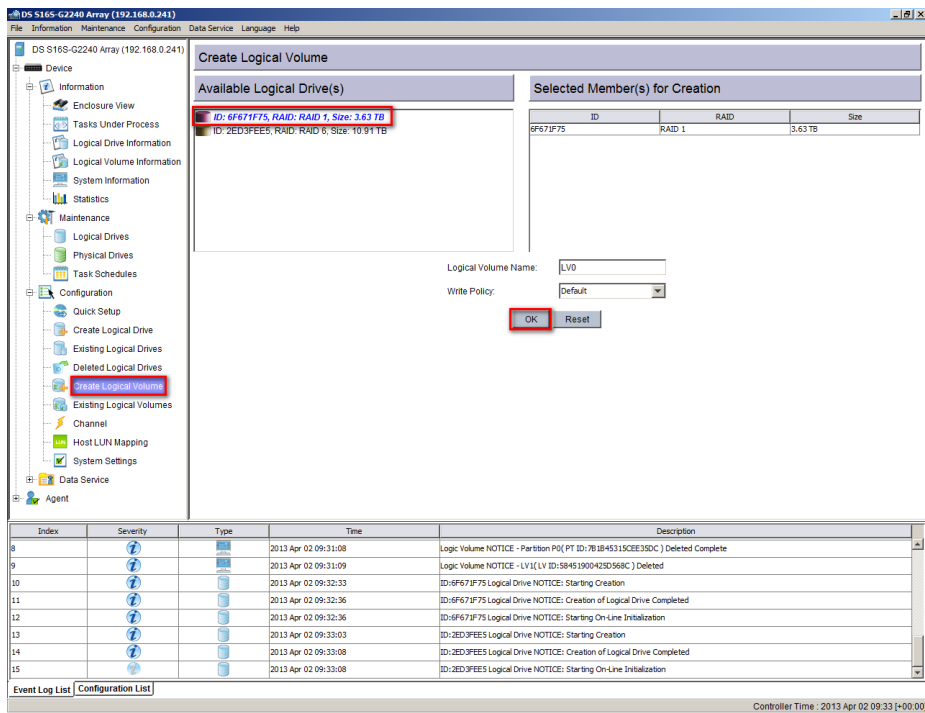 DS S16S-G2240 Array (192.168.0.241)
File Information Maintenance Configuration Data Service Language Help
DS S16S-G2240 Array (192.168.0.241)
Device
Information
Enclosure View
Tasks Under Process
Logical Drive Information
Logical Volume Information
System Information
Statistics
Maintenance
Logical Drives
Physical Drives
Task Schedules
Configuration
Quick Setup
Create Logical Drive
Existing Logical Drives
Deleted Logical Drives
Create Logical Volume
Existing Logical Volumes
Channel
LUN Host LUN Mapping
System Settings
Data Service
Agent
Create Logical Volume
Available Logical Drive(s)
ID: 6F671F75, RAID: RAID 1, Size: 3.63 TB
ID: 2ED3FEE5, RAID: RAID 6, Size: 10.91 TB
Selected Member(s) for Creation
ID RAID Size
6F671F75 RAID 1 3.63 TB
Logical Volume Name: LV0
Write Policy: Default
OK Reset
Index Severity Type Time Description
8 2013 Apr 02 09:31:08 Logic Volume NOTICE - Partition P0( PT ID:7B1B45315CEE35DC ) Deleted Complete
9 2013 Apr 02 09:31:09 Logic Volume NOTICE - LV1( LV ID:58451900425D568C ) Deleted
10 2013 Apr 02 09:32:33 ID:6F671F75 Logical Drive NOTICE: Starting Creation
11 2013 Apr 02 09:32:36 ID:6F671F75 Logical Drive NOTICE: Creation of Logical Drive Completed
12 2013 Apr 02 09:32:36 ID:6F671F75 Logical Drive NOTICE: Starting On-Line Initialization
13 2013 Apr 02 09:33:03 ID:2ED3FEE5 Logical Drive NOTICE: Starting Creation
14 2013 Apr 02 09:33:08 ID:2ED3FEE5 Logical Drive NOTICE: Creation of Logical Drive Completed
15 2013 Apr 02 09:33:08 ID:2ED3FEE5 Logical Drive NOTICE: Starting On-Line Initialization
Event Log List Configuration List
Controller Time : 2013 Apr 02 09:33 [+00:00